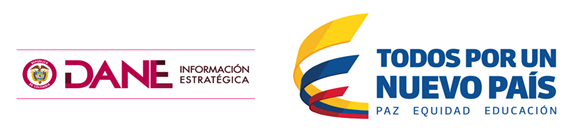 DANE
INFORMACIÓN
ESTRATÉGICA
TODOS POR UN
NUEVO PAÍS
PAZ EQUIDAD EDUCACIÓN